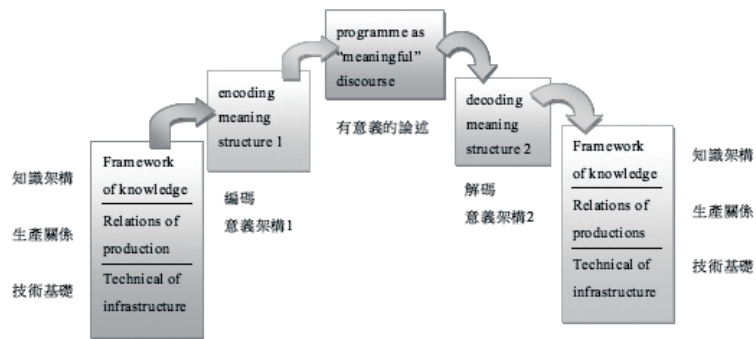 programme as
“meaningful”
discourse
有意義的論述
encoding
meaning
structure 1
編碼
意義架構1
decoding
meaning
structure 2
解碼
意義架構2
Framework
of knowledge
Relations of
production
Technical of
infrastructure
知識架構
生產關係
技術基礎
Framework
of knowledge
Relations of
productions
Technical of
infrastructure
知識架構
生產關係
技術基礎